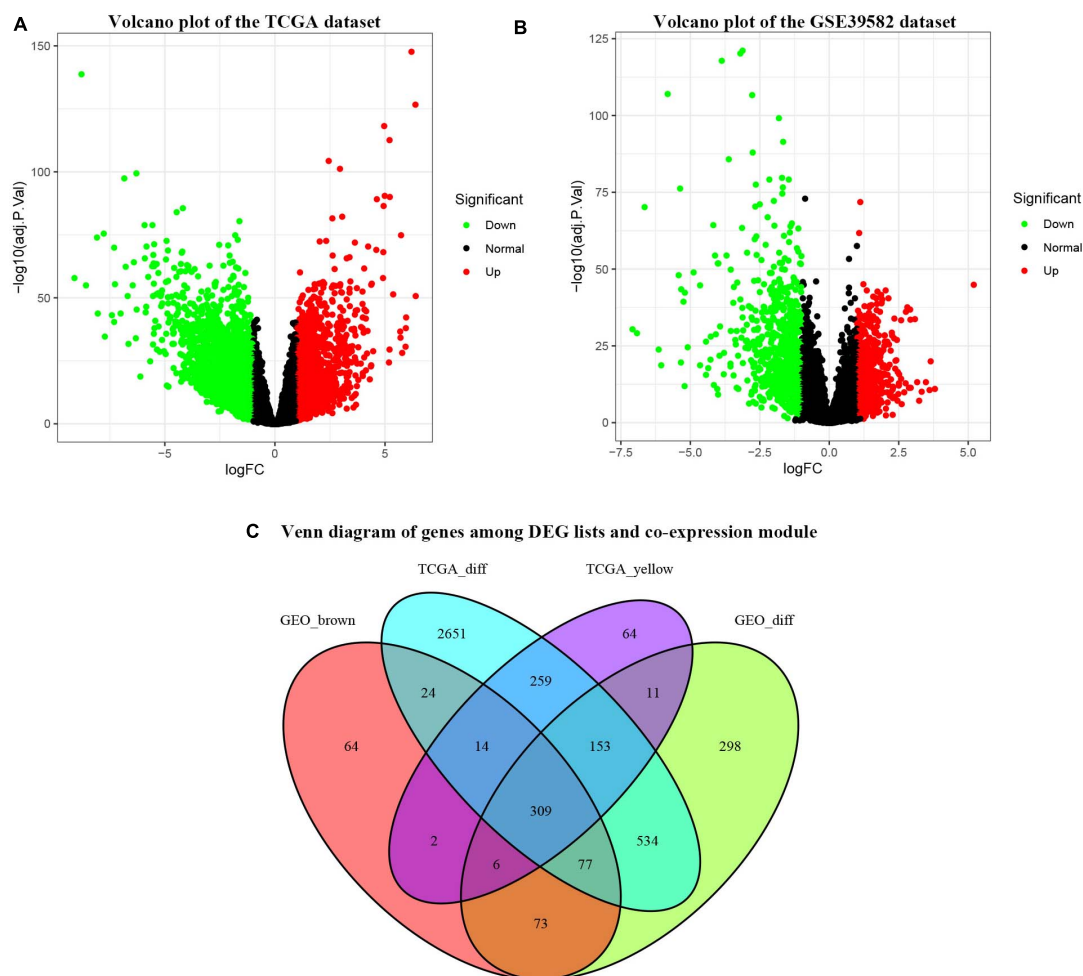 A
Volcano plot of the TCGA dataset
150
100
50
0
−log10(adj.P.Val)
−5
0
5
logFC
Significant
Down
Normal
Up
B
Volcano plot of the GSE39582 dataset
125
100
75
50
25
0
−log10(adj.P.Val)
−7.5
−5.0
−2.5
0.0
2.5
5.0
logFC
Significant
Down
Normal
Up
C
Venn diagram of genes among DEG lists and co-expression module
TCGA_diff
TCGA_yellow
GEO_brown
GEO_diff
2651
64
259
24
11
64
14
153
298
309
2
534
6
77
73